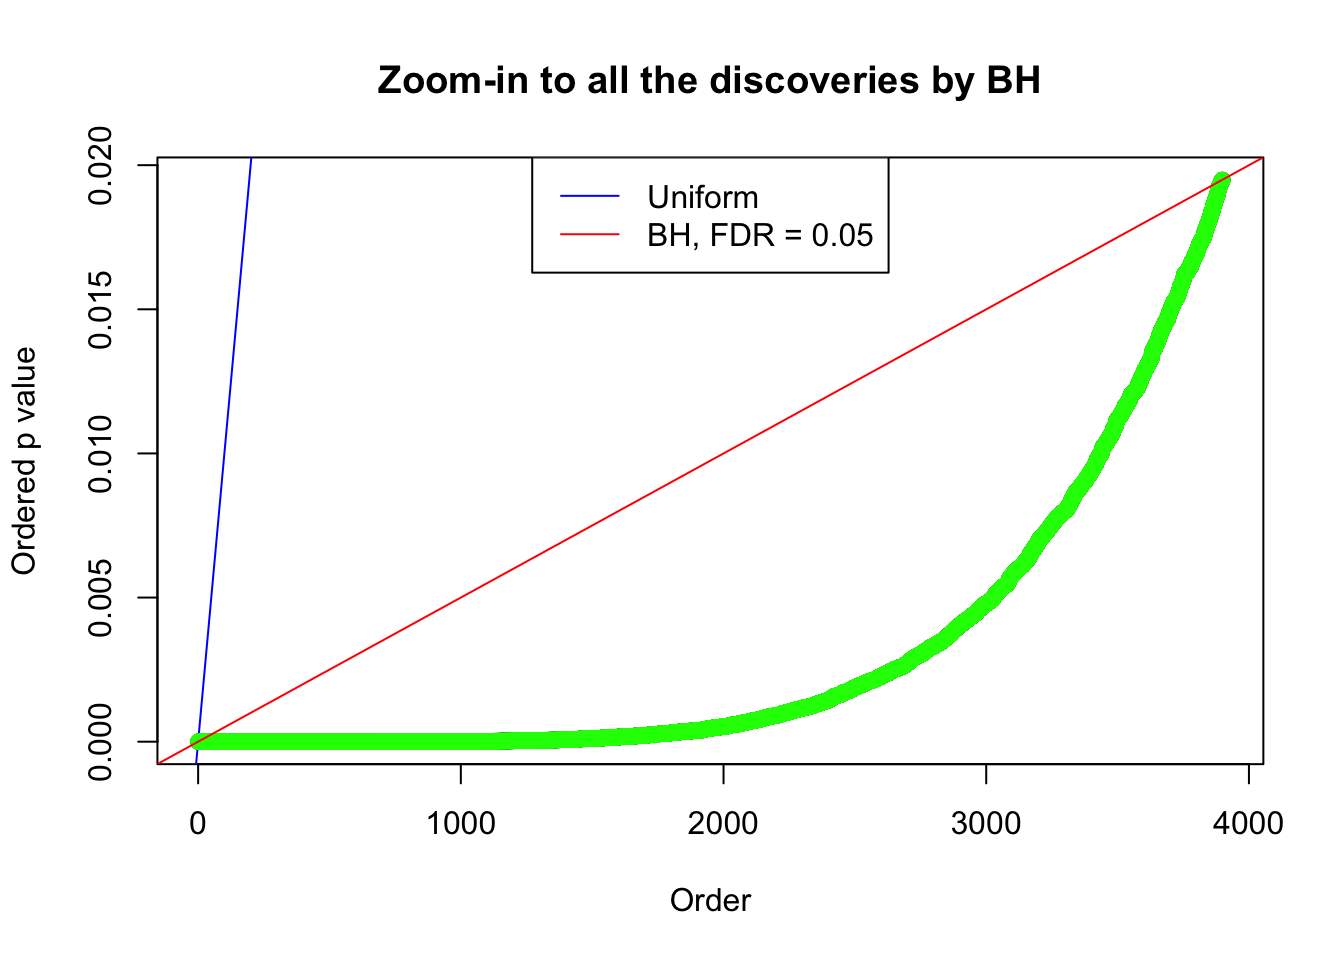 Zoom-in to all the discoveries by BH
Uniform
BH, FDR = 0.05
Ordered p value
0.020
0.015
0.010
0.005
0.000
0 1000 2000 3000 4000
Order